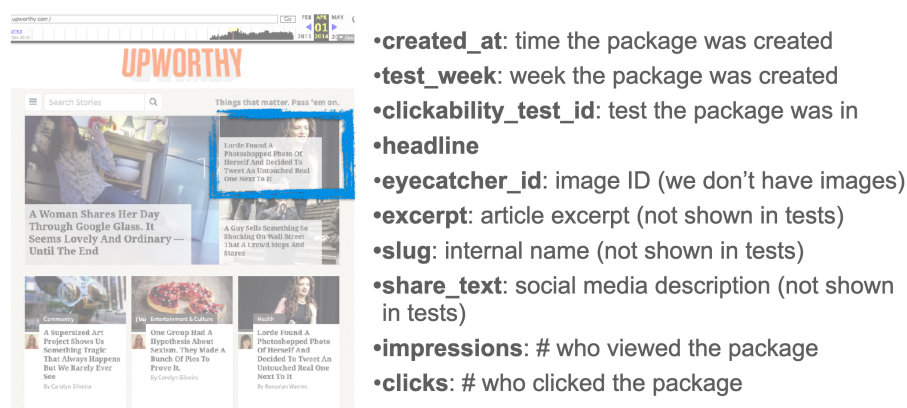 upworthy.com/
Go
FEB APR MAY
01
2013 2014
UPWORTHY
Search Stories
Things that matter. Pass 'em on.
Lorde Found A
Photoshopped Photo Of
Herself And Decided To
Tweet An Untouched Real
One Next To It
A Woman Shares Her Day
Through Google Glass. It
Seems Lovely And Ordinary —
Until The End
A Guy Sells Something So
Shocking On Wall Street
That A Crowd Stops And
Stares
Community
A Supersized Art
Project Shows Us
Something Tragic
That Always Happens
But We Rarely Ever
See
By Carolyn Silveira
Entertainment & Culture
One Group Had A
Hypothesis About
Sexism. They Made A
Bunch Of Pies To
Prove It.
By Carolyn Silveira
Health
Lorde Found A
Photoshopped Photo
Of Herself And
Decided To Tweet An
Untouched Real One
Next To It
By Rossalyn Warren
•created_at: time the package was created
•test_week: week the package was created
•clickability_test_id: test the package was in
•headline
•eyecatcher_id: image ID (we don’t have images)
•excerpt: article excerpt (not shown in tests)
•slug: internal name (not shown in tests)
•share_text: social media description (not shown
in tests)
•impressions: # who viewed the package
•clicks: # who clicked the package